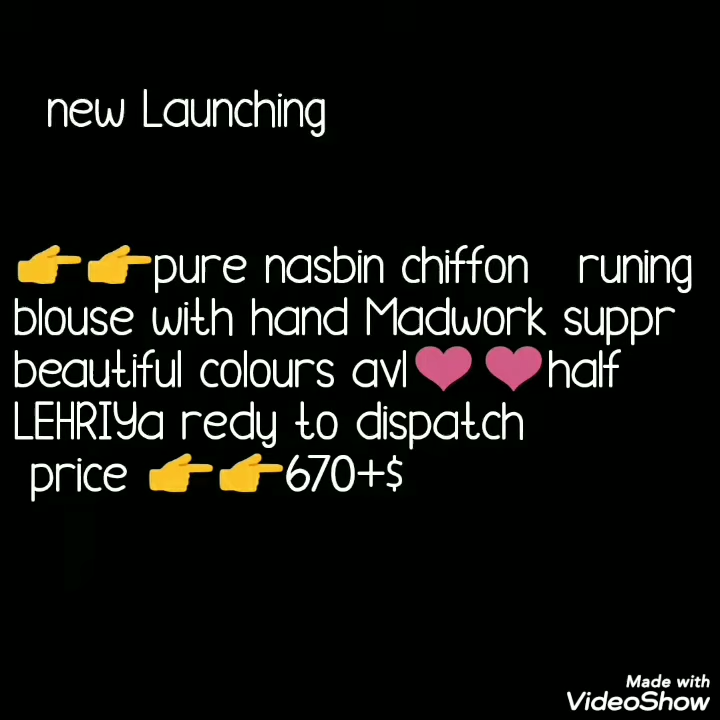 new Launching
👉👉pure nasbin chiffon runing
blouse with hand Madwork suppr
beautiful colours avl❤❤half
LEHRIYa redy to dispatch
price 👉👉670+$
Made with
VideoShow